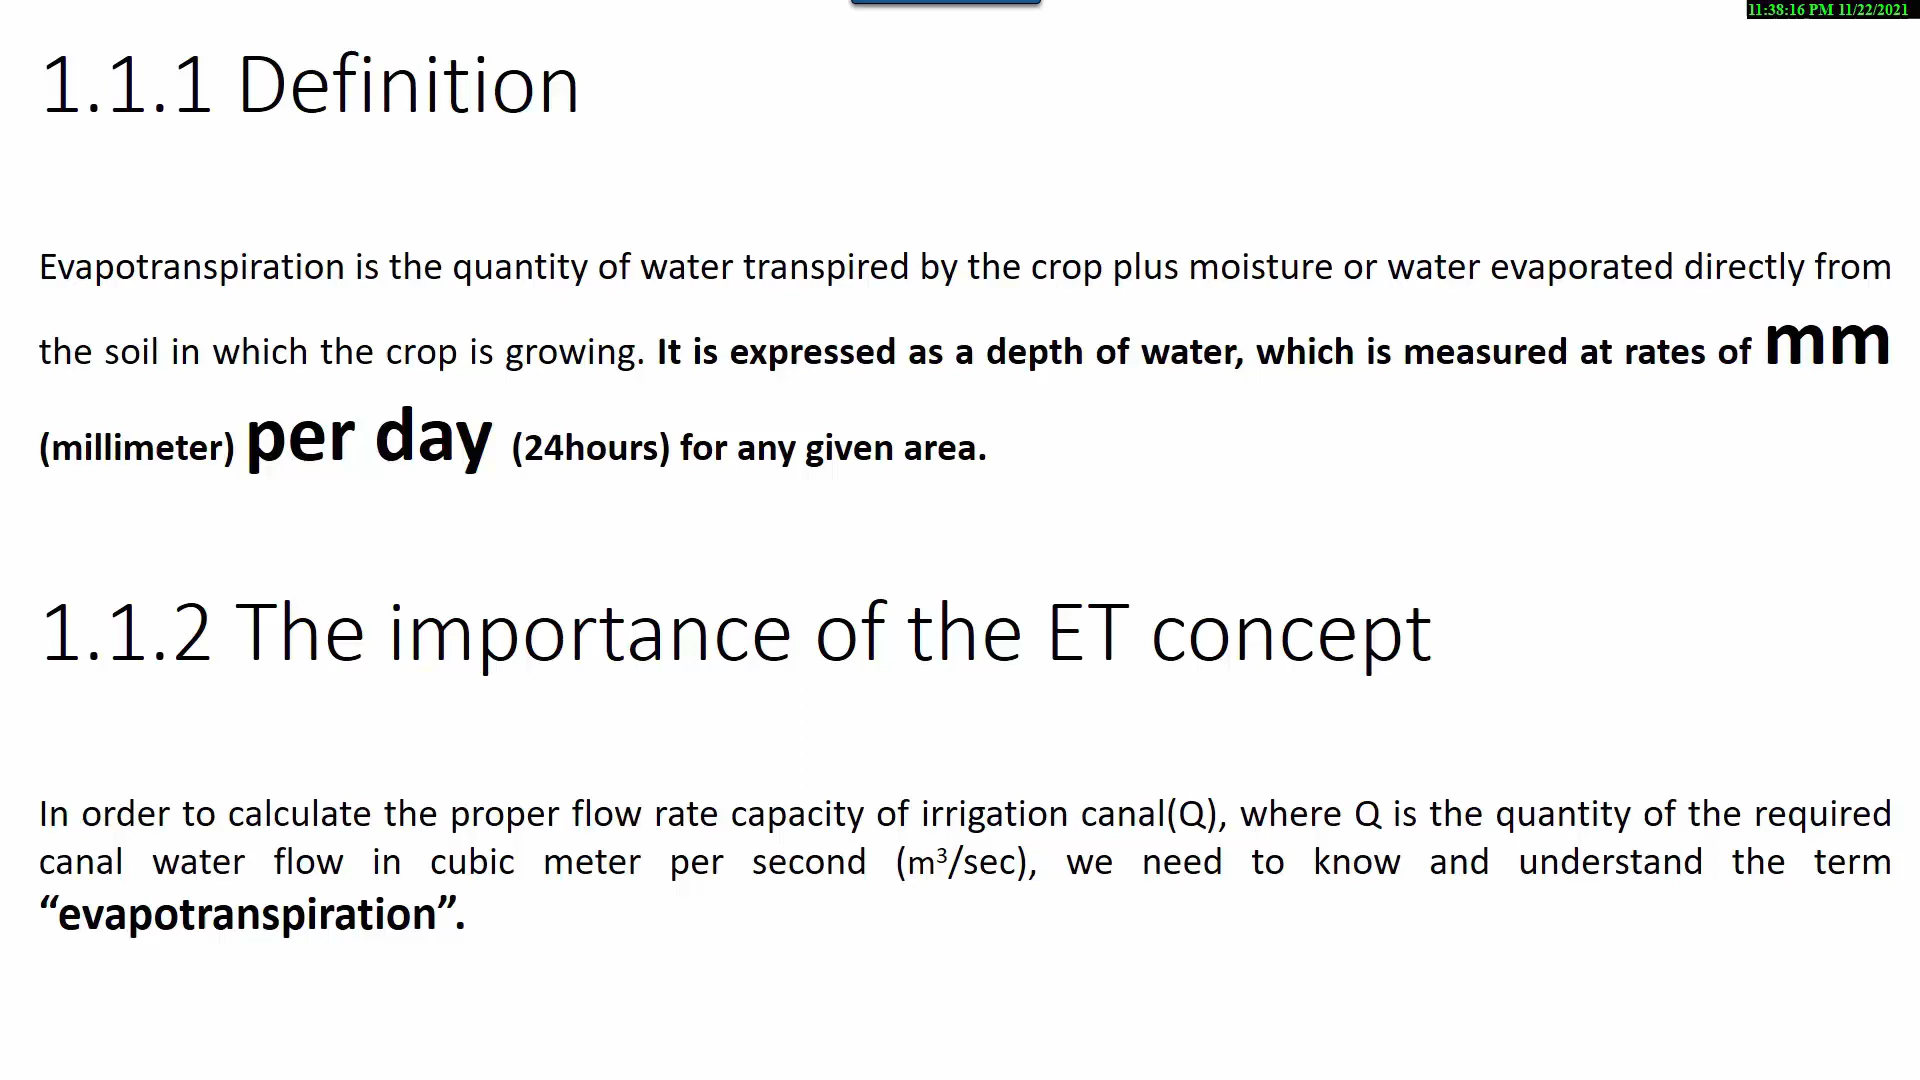 11:38:16 PM 11/22/2021
1.1.1 Definition
Evapotranspiration is the quantity of water transpired by the crop plus moisture or water evaporated directly from
the soil in which the crop is growing. It is expressed as a depth of water, which is measured at rates of mm
(millimeter) per day (24hours) for any given area.
1.1.2 The importance of the ET concept
In order to calculate the proper flow rate capacity of irrigation canal(Q), where Q is the quantity of the required
canal water flow in cubic meter per second (m³/sec), we need to know and understand the term
“evapotranspiration”.